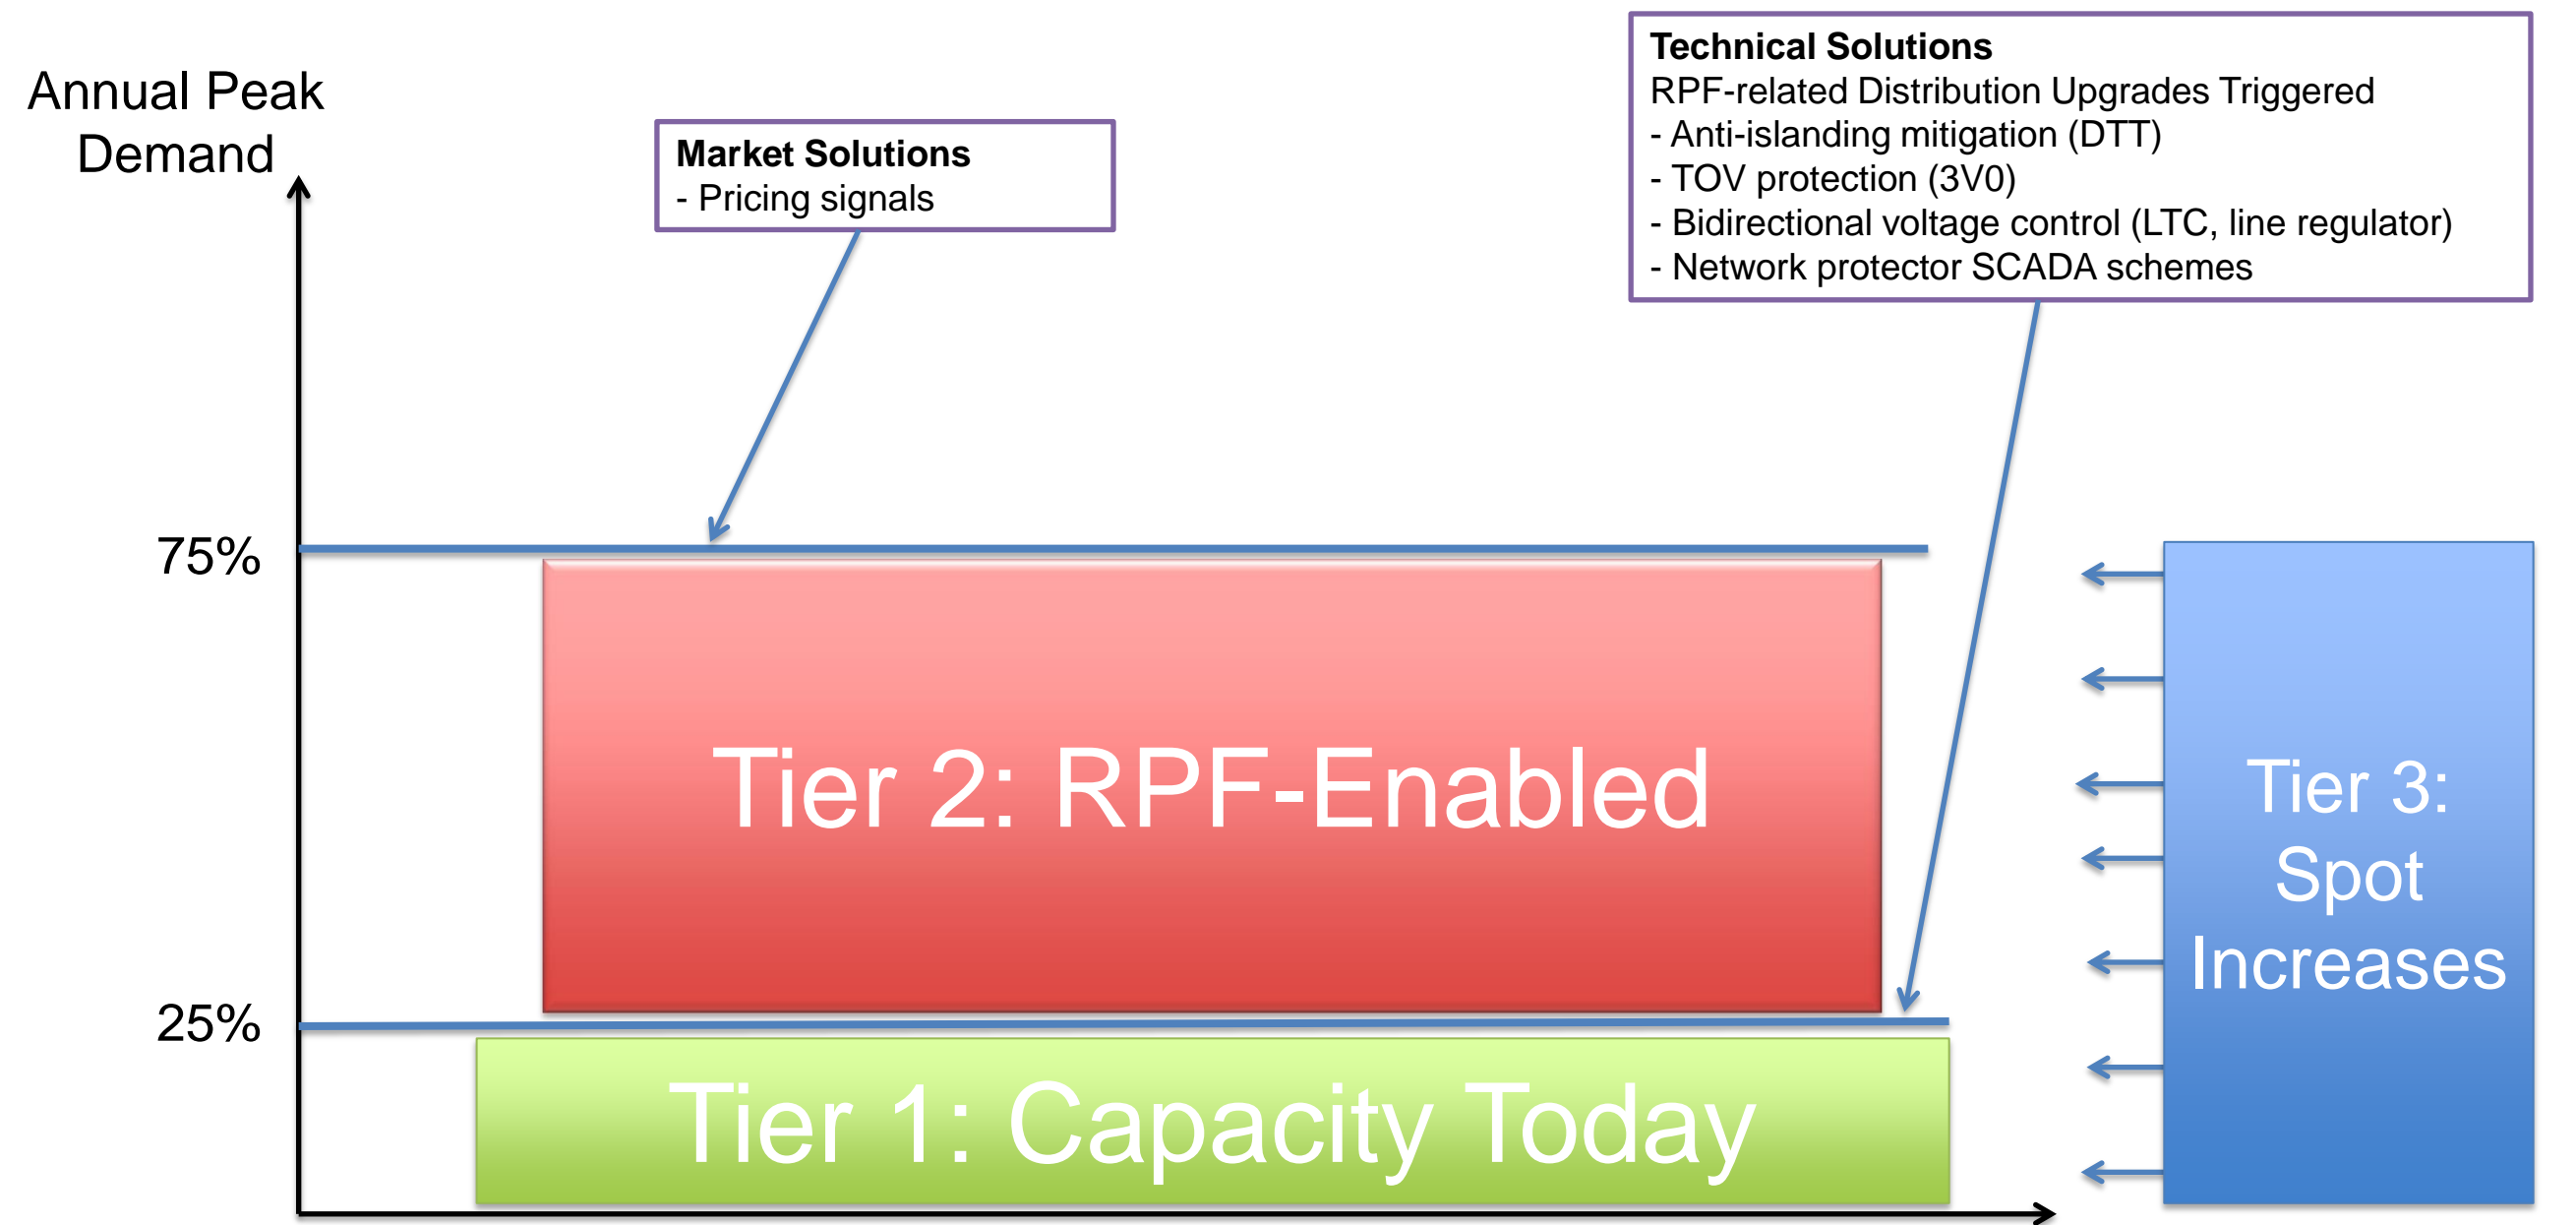 Annual Peak
Demand
Market Solutions
- Pricing signals
Technical Solutions
RPF-related Distribution Upgrades Triggered
- Anti-islanding mitigation (DTT)
- TOV protection (3V0)
- Bidirectional voltage control (LTC, line regulator)
- Network protector SCADA schemes
75%
Tier 2: RPF-Enabled
25%
Tier 1: Capacity Today
Tier 3:
Spot
Increases